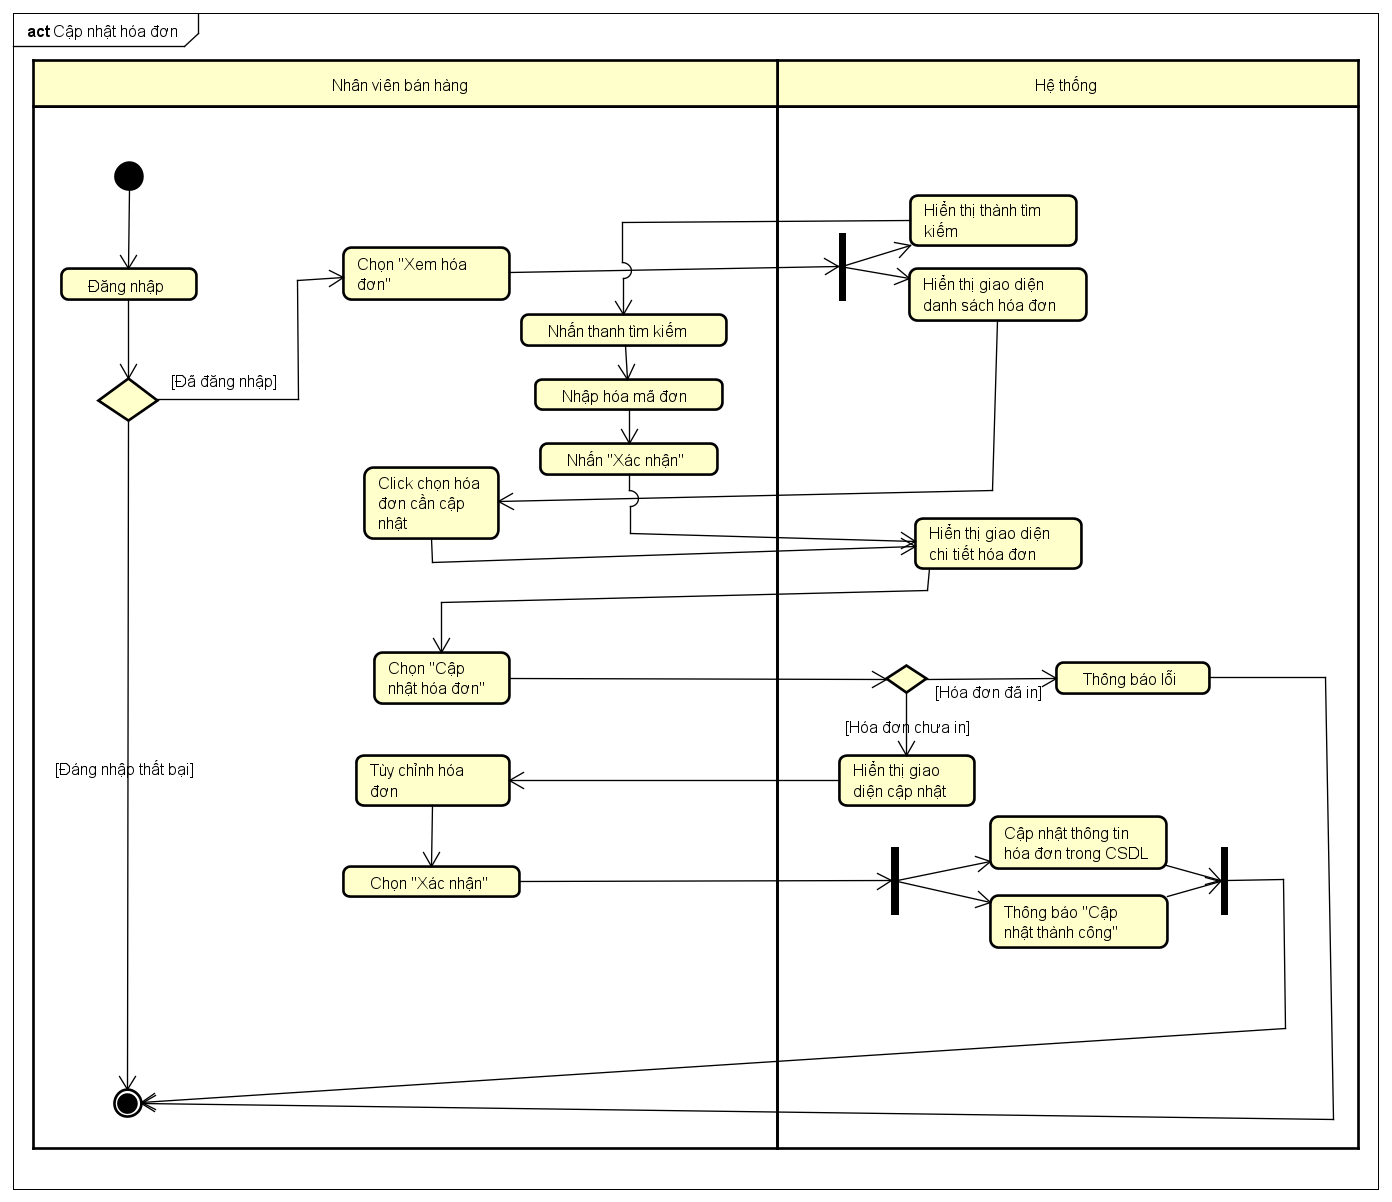 act Cập nhật hóa đơn
Nhân viên bán hàng
Hệ thống
Hiển thị thành tìm
kiếm
Chọn "Xem hóa
đơn"
Đăng nhập
Hiển thị giao diện
danh sách hóa đơn
Nhấn thanh tìm kiếm
[Đã đăng nhập]
Nhập hóa mã đơn
Nhấn "Xác nhận"
Click chọn hóa
đơn cần cập
nhật
Hiển thị giao diện
chi tiết hóa đơn
Chọn "Cập
nhật hóa đơn"
Thông báo lỗi
[Hóa đơn đã in]
[Hóa đơn chưa in]
[Đáng nhập thất bại]
Tùy chỉnh hóa
đơn
Hiển thị giao
diện cập nhật
Cập nhật thông tin
hóa đơn trong CSDL
Chọn "Xác nhận"
Thông báo "Cập
nhật thành công"